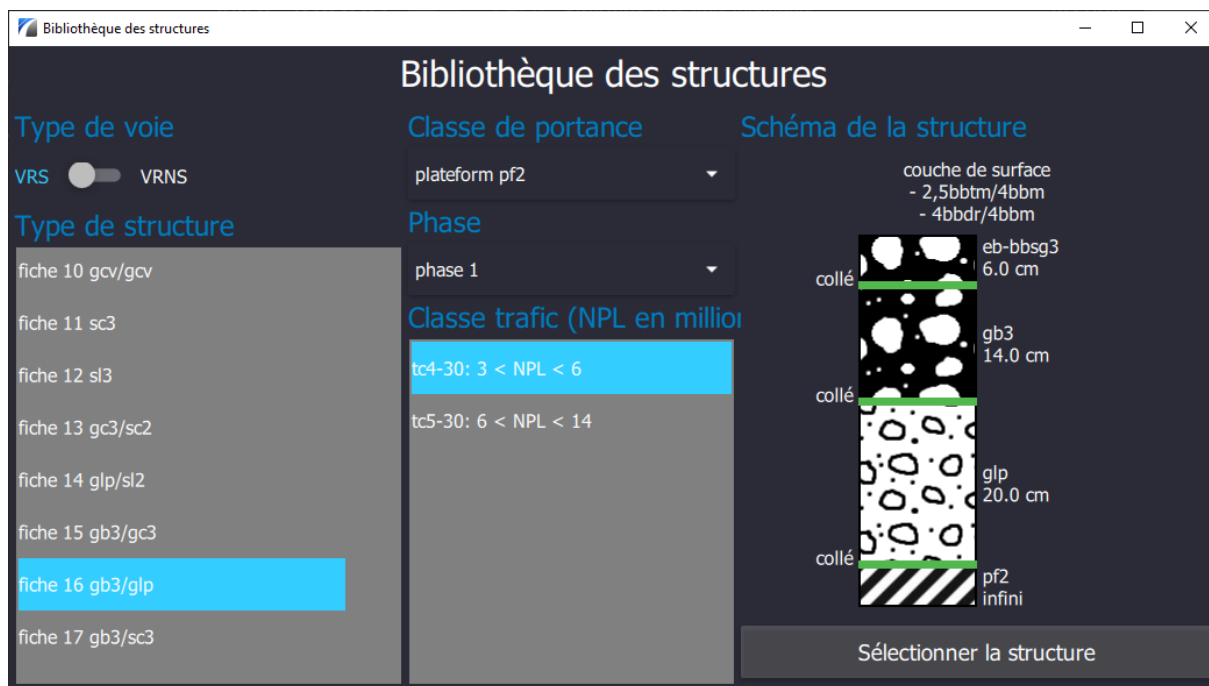 Bibliothèque des structures
Bibliothèque des structures
Type de voie
VRS VRNS
Type de structure
fiche 10 gcv/gcv
fiche 11 sc3
fiche 12 sl3
fiche 13 gc3/sc2
fiche 14 glp/sl2
fiche 15 gb3/gc3
fiche 16 gb3/glp
fiche 17 gb3/sc3
Classe de portance
plateform pf2
Phase
phase 1
Classe trafic (NPL en million
tc4-30: 3 < NPL < 6
tc5-30: 6 < NPL < 14
Schéma de la structure
couche de surface
- 2,5bbtm/4bbm
- 4bbdr/4bbm
eb-bbsg3
6.0 cm
collé
gb3
14.0 cm
collé
glp
20.0 cm
collé
pf2
infini
Sélectionner la structure